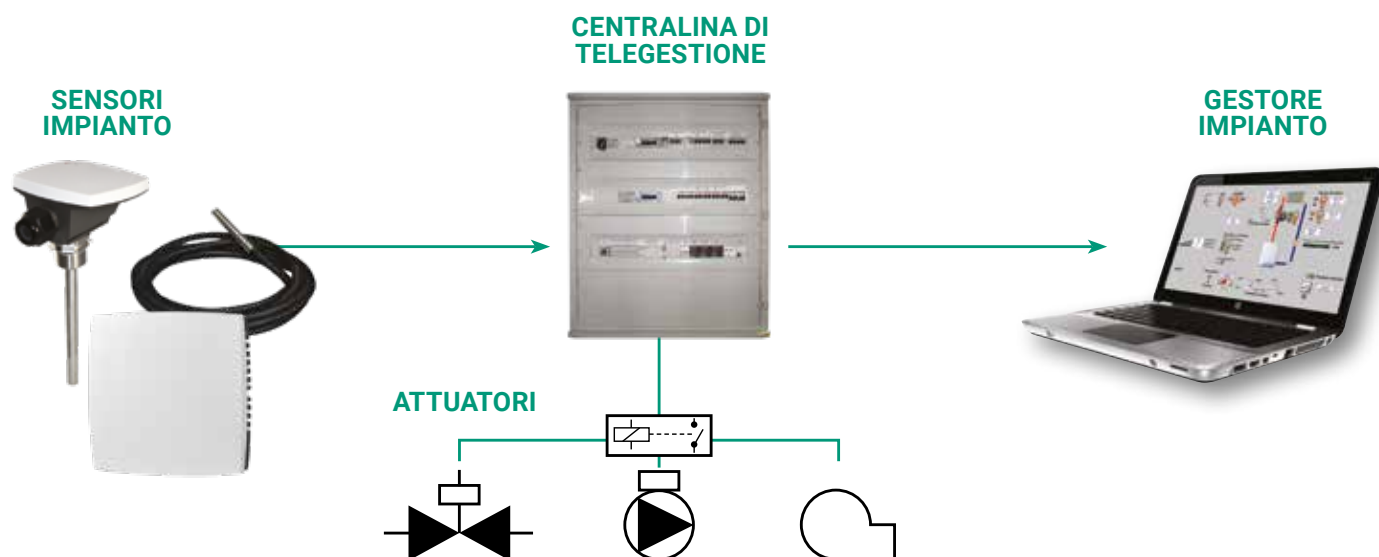 CENTRALINA DI
TELEGESTIONE
SENSORI
IMPIANTO
GESTORE
IMPIANTO
ATTUATORI